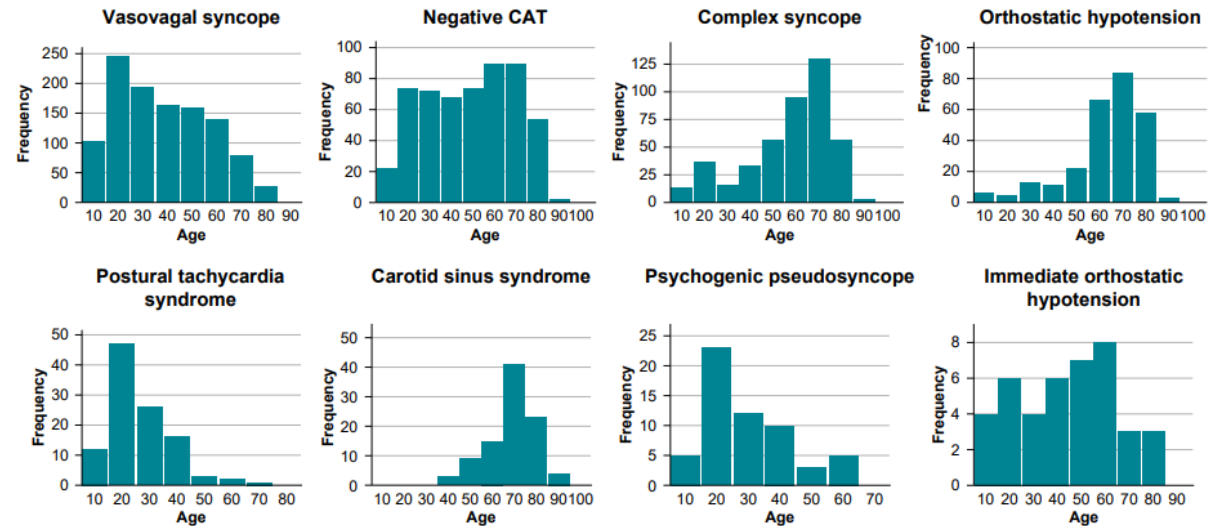 Vasovagal syncope
Frequency
250
200
150
100
50
0
10 20 30 40 50 60 70 80 90
Age
Negative CAT
Frequency
100
80
60
40
20
0
10 20 30 40 50 60 70 80 90 100
Age
Complex syncope
Frequency
125
100
75
50
25
0
10 20 30 40 50 60 70 80 90 100
Age
Orthostatic hypotension
Frequency
100
80
60
40
20
0
10 20 30 40 50 60 70 80 90 100
Age
Postural tachycardia
syndrome
Frequency
50
40
30
20
10
0
10 20 30 40 50 60 70 80
Age
Carotid sinus syndrome
Frequency
50
40
30
20
10
0
10 20 30 40 50 60 70 80 90 100
Age
Psychogenic pseudosyncope
Frequency
25
20
15
10
5
0
10 20 30 40 50 60 70
Age
Immediate orthostatic
hypotension
Frequency
8
6
4
2
0
10 20 30 40 50 60 70 80 90
Age